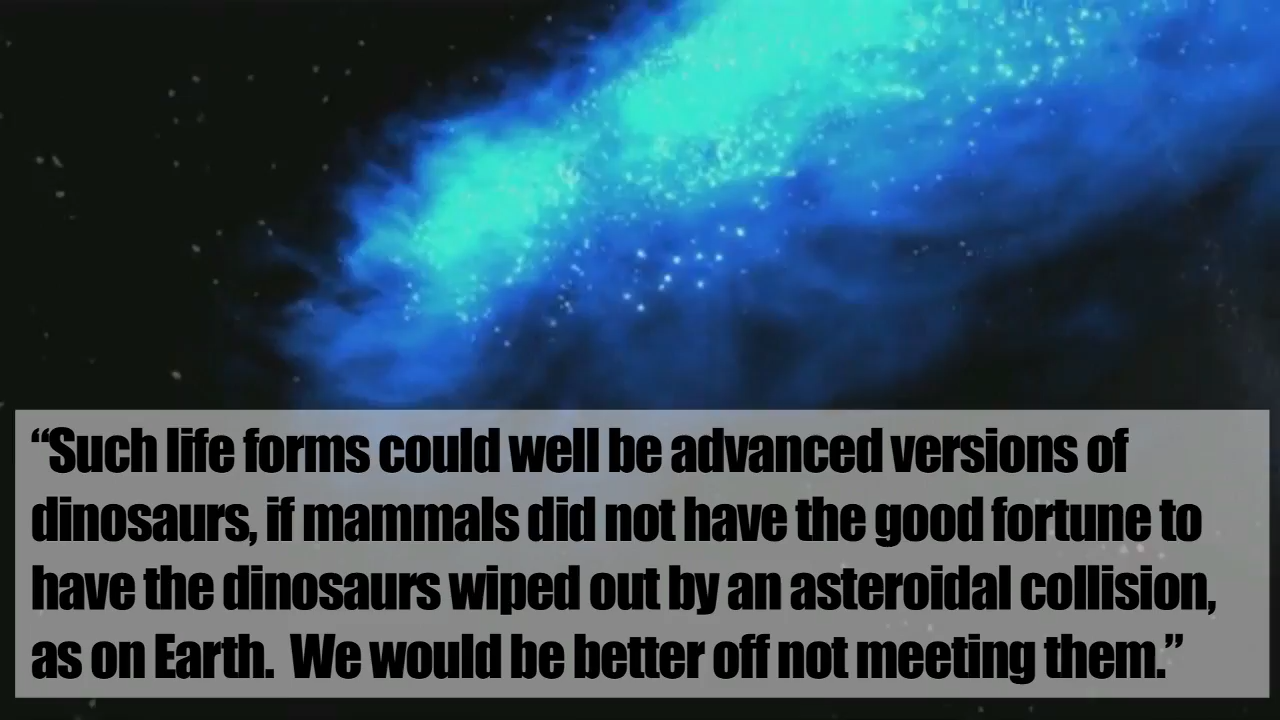 “Such life forms could well be advanced versions of
dinosaurs, if mammals did not have the good fortune to
have the dinosaurs wiped out by an asteroidal collision,
as on Earth.  We would be better off not meeting them.”